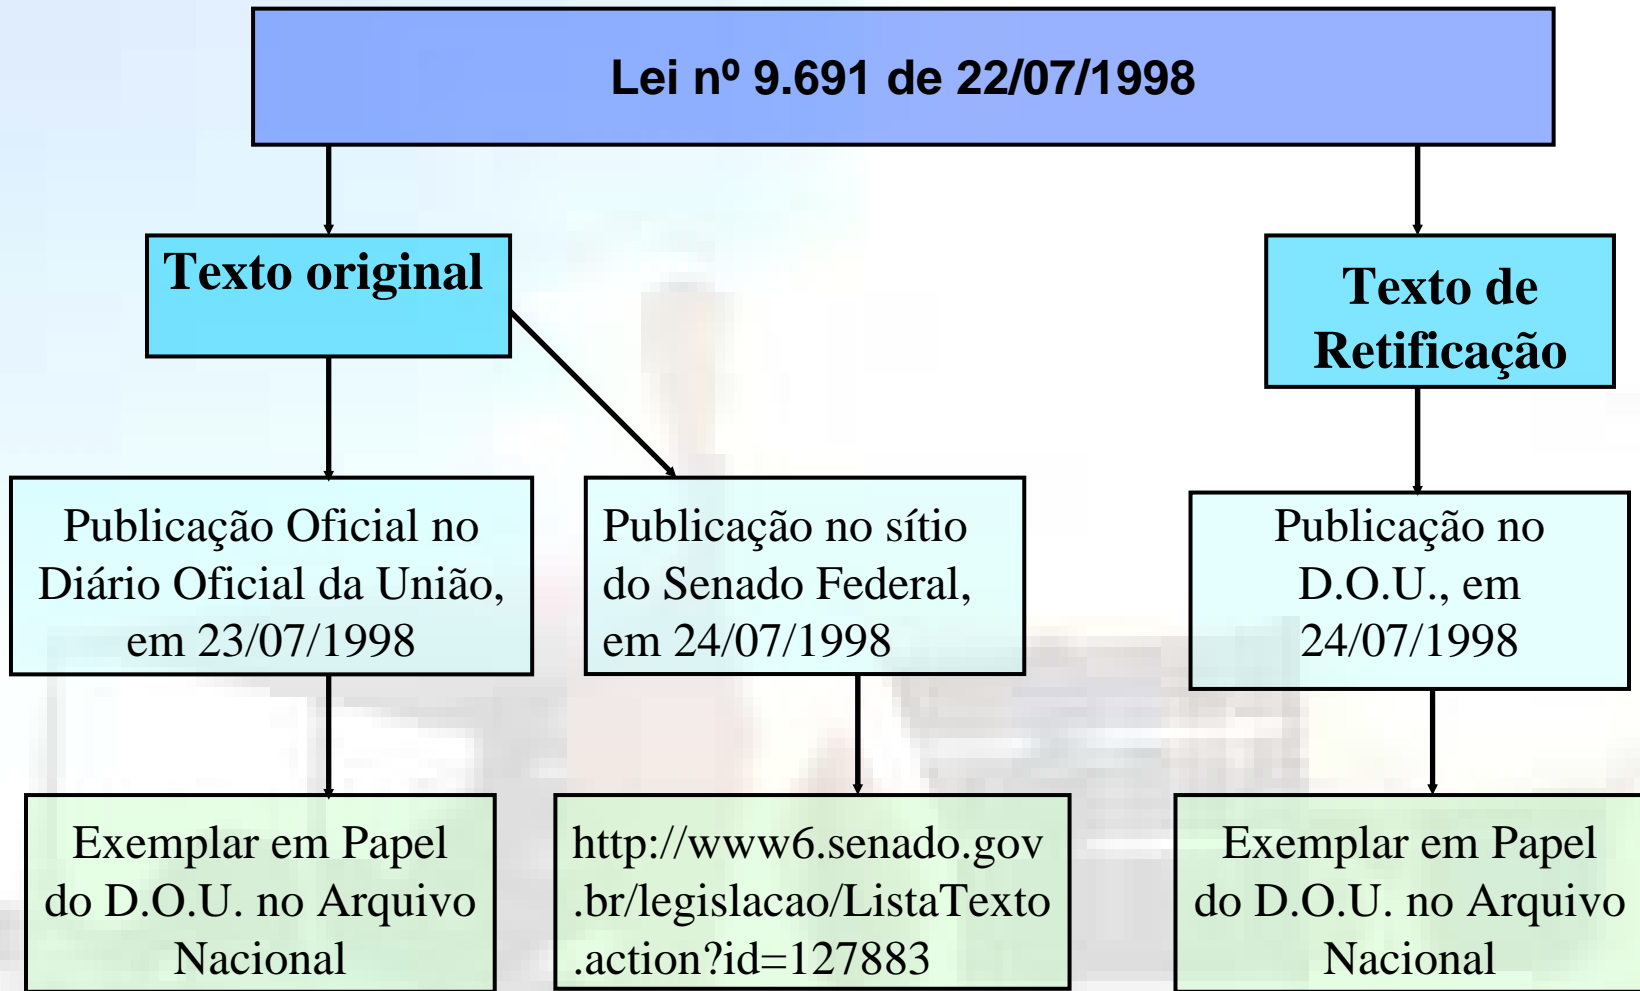 Lei nº 9.691 de 22/07/1998
Texto original
Texto de
Retificação
Publicação Oficial no
Diário Oficial da União,
em 23/07/1998
Publicação no sítio
do Senado Federal,
em 24/07/1998
Publicação no
D.O.U., em
24/07/1998
Exemplar em Papel
do D.O.U. no Arquivo
Nacional
http://www6.senado.gov
.br/legislacao/ListaTexto
.action?id=127883
Exemplar em Papel
do D.O.U. no Arquivo
Nacional